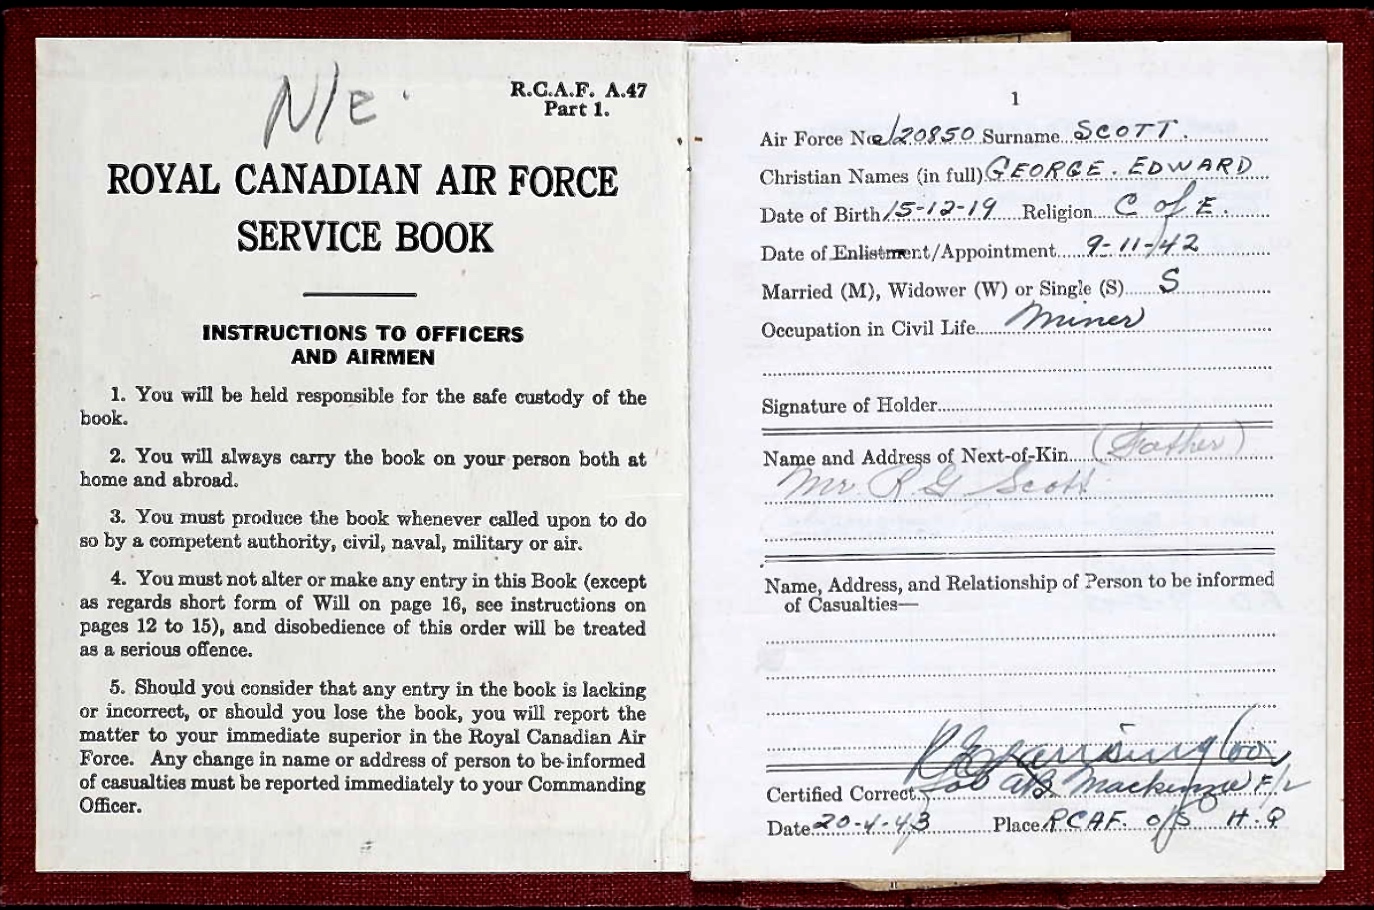 N/E.
R.C.A.F. A.47
Part 1.
ROYAL CANADIAN AIR FORCE
SERVICE BOOK
INSTRUCTIONS TO OFFICERS
AND AIRMEN
1. You will be held responsible for the safe custody of the
book.
2. You will always carry the book on your person both at
home and abroad.
3. You must produce the book whenever called upon to do
so by a competent authority, civil, naval, military or air.
4. You must not alter or make any entry in this Book (except
as regards short form of Will on page 16, see instructions on
pages 12 to 15), and disobedience of this order will be treated
as a serious offence.
5. Should you consider that any entry in the book is lacking
or incorrect, or should you lose the book, you will report the
matter to your immediate superior in the Royal Canadian Air
Force. Any change in name or address of person to be informed
of casualties must be reported immediately to your Commanding
Officer.
1
Air Force No. 20850 Surname SCOTT.
Christian Names (in full) GEORGE. EDWARD
Date of Birth 15-12-19 Religion C of E.
Date of Enlistment/Appointment 9-11-42
Married (M), Widower (W) or Single (S) S
Occupation in Civil Life Miner
Signature of Holder
Name and Address of Next-of-Kin (Father)
Mr. R G Scott
Name, Address, and Relationship of Person to be informed
of Casualties—
Certified Correct Mackenzie F/L
Date 20-4-43 Place RCAF. O/S H.Q